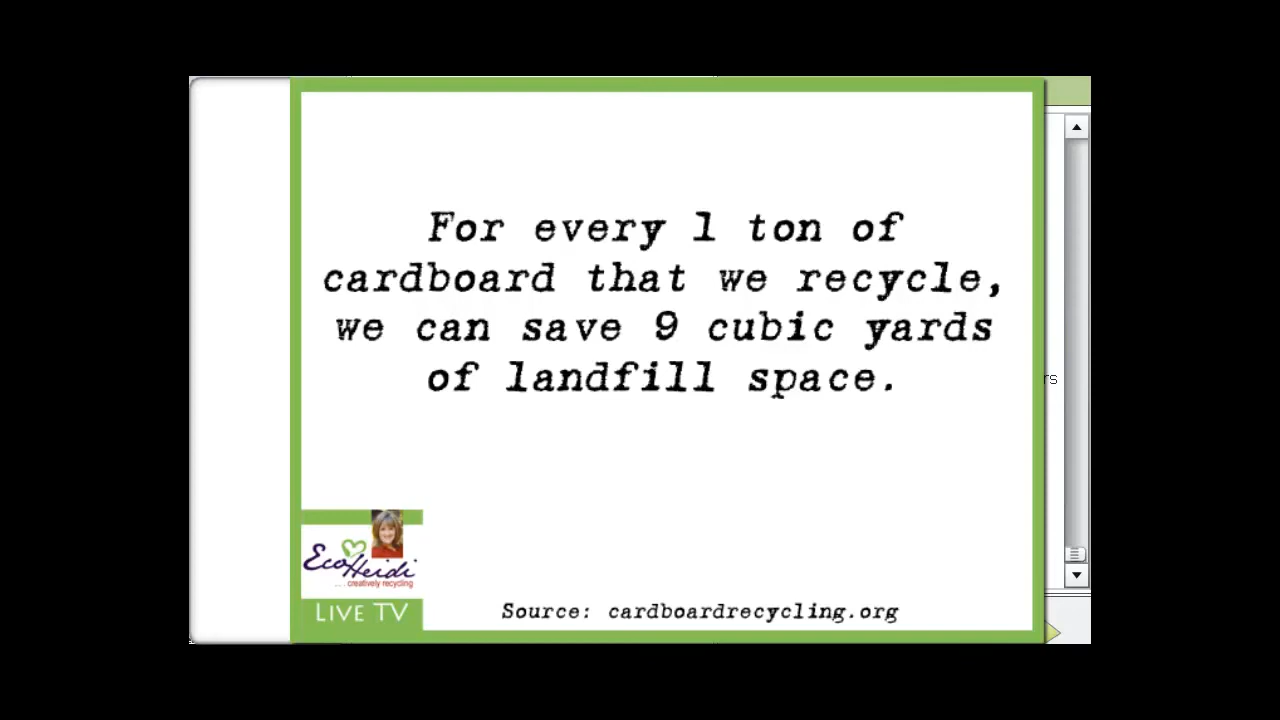 For every 1 ton of
cardboard that we recycle,
we can save 9 cubic yards
of landfill space.
rs
EcoHeidi
... creatively recycling
LIVE TV
Source: cardboardrecycling.org